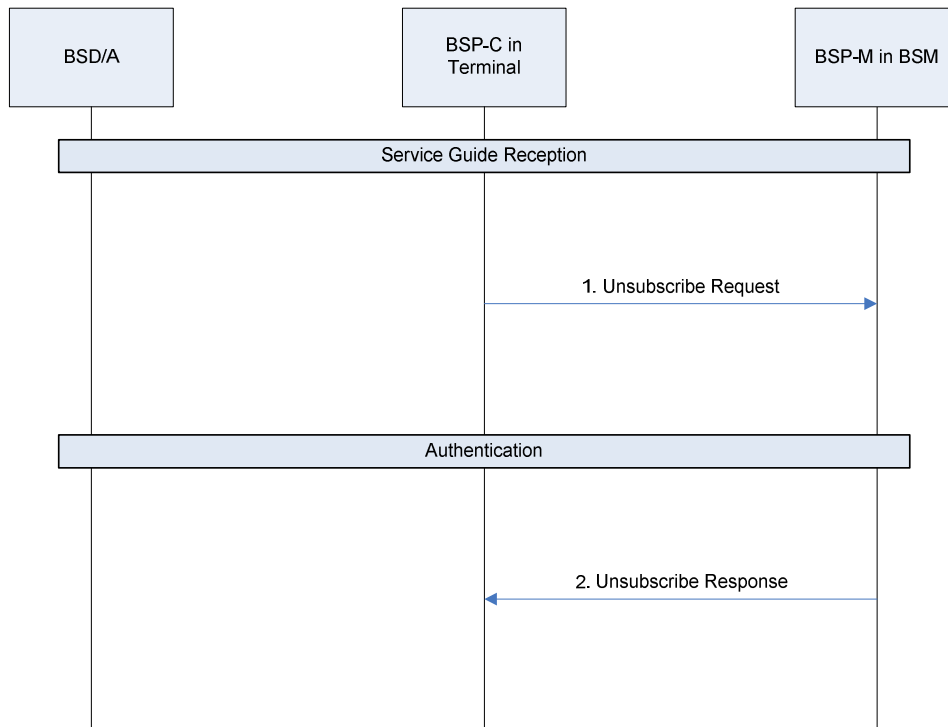 BSD/A
BSP-C in
Terminal
BSP-M in BSM
Service Guide Reception
1. Unsubscribe Request
Authentication
2. Unsubscribe Response